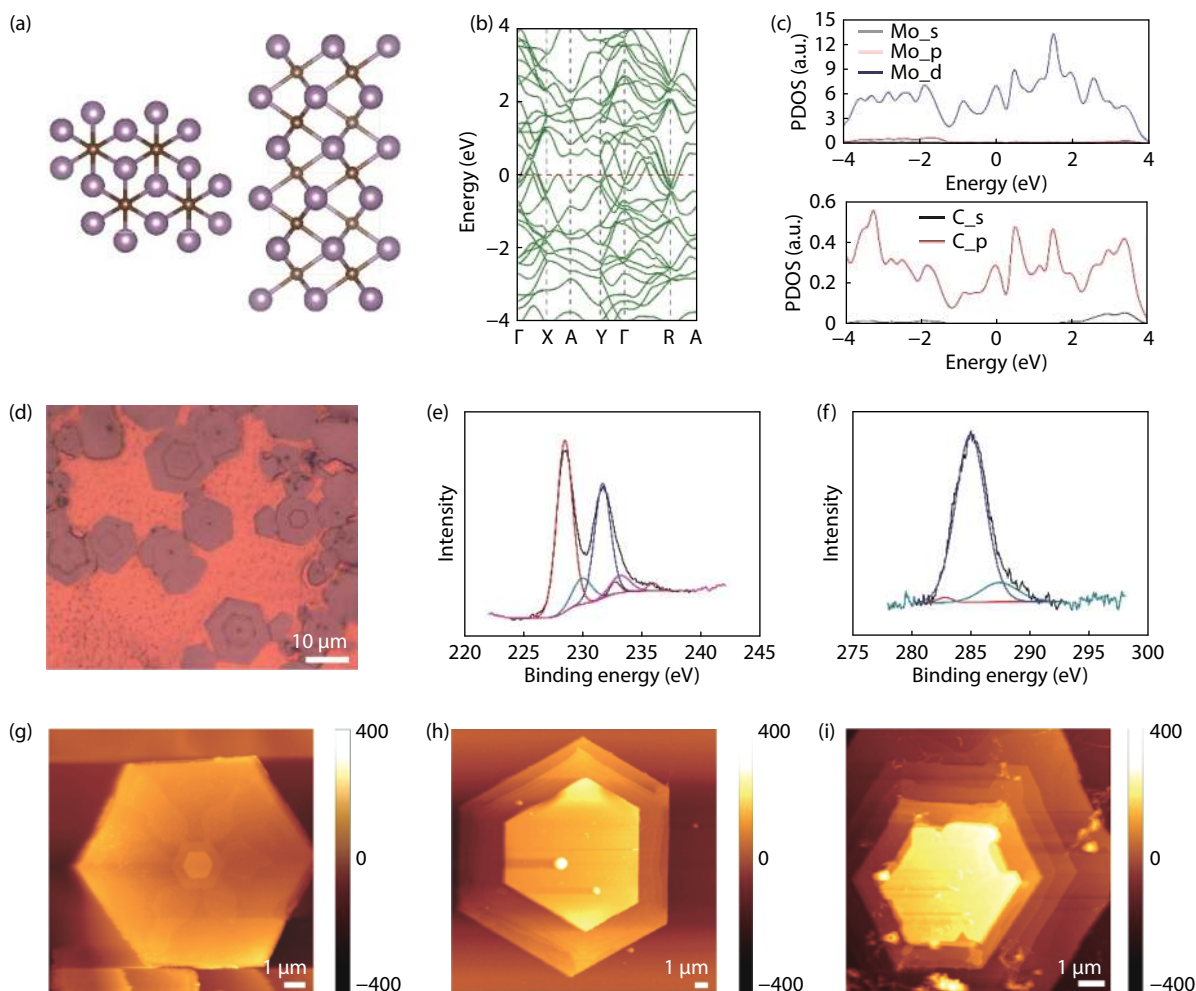 (a)
(b)
4
2
0
−2
−4
Energy (eV)
Γ X A Y Γ R A
(c)
15
12
9
6
3
0
PDOS (a.u.)
Mo_s
Mo_p
Mo_d
−4 −2 0 2 4
Energy (eV)
0.6
0.4
0.2
0
PDOS (a.u.)
C_s
C_p
−4 −2 0 2 4
Energy (eV)
(d)
10 μm
(e)
Intensity
220 225 230 235 240 245
Binding energy (eV)
(f)
Intensity
275 280 285 290 295 300
Binding energy (eV)
(g)
400
0
−400
1 μm
(h)
400
0
−400
1 μm
(i)
400
0
−400
1 μm